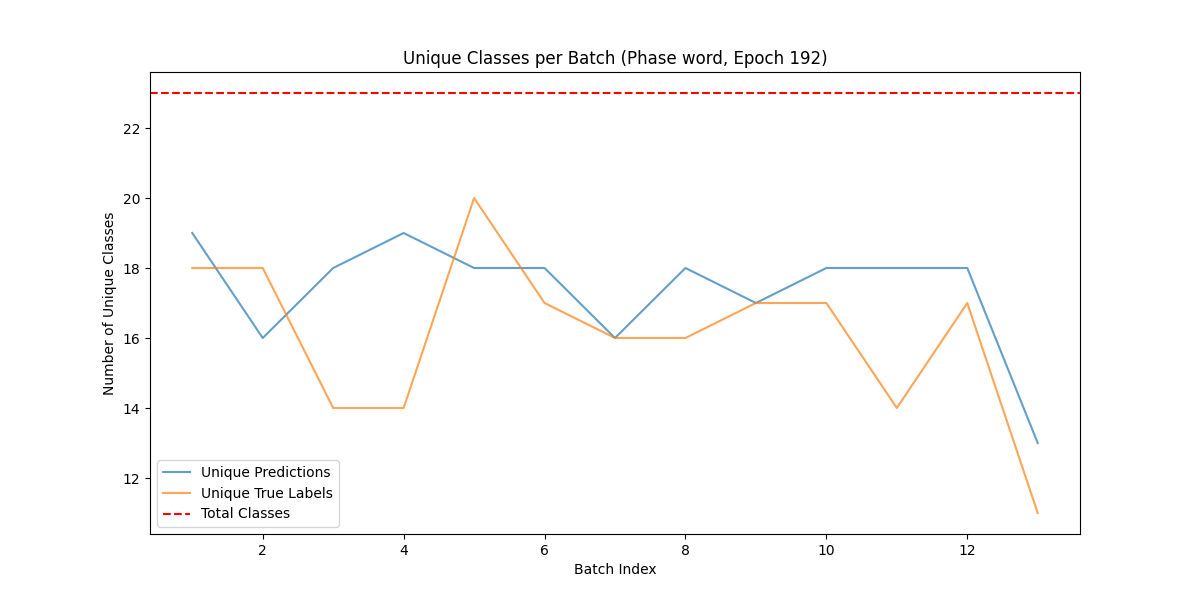 Unique Classes per Batch (Phase word, Epoch 192)
Number of Unique Classes
22
20
18
16
14
12
Unique Predictions
Unique True Labels
Total Classes
2
4
6
8
10
12
Batch Index